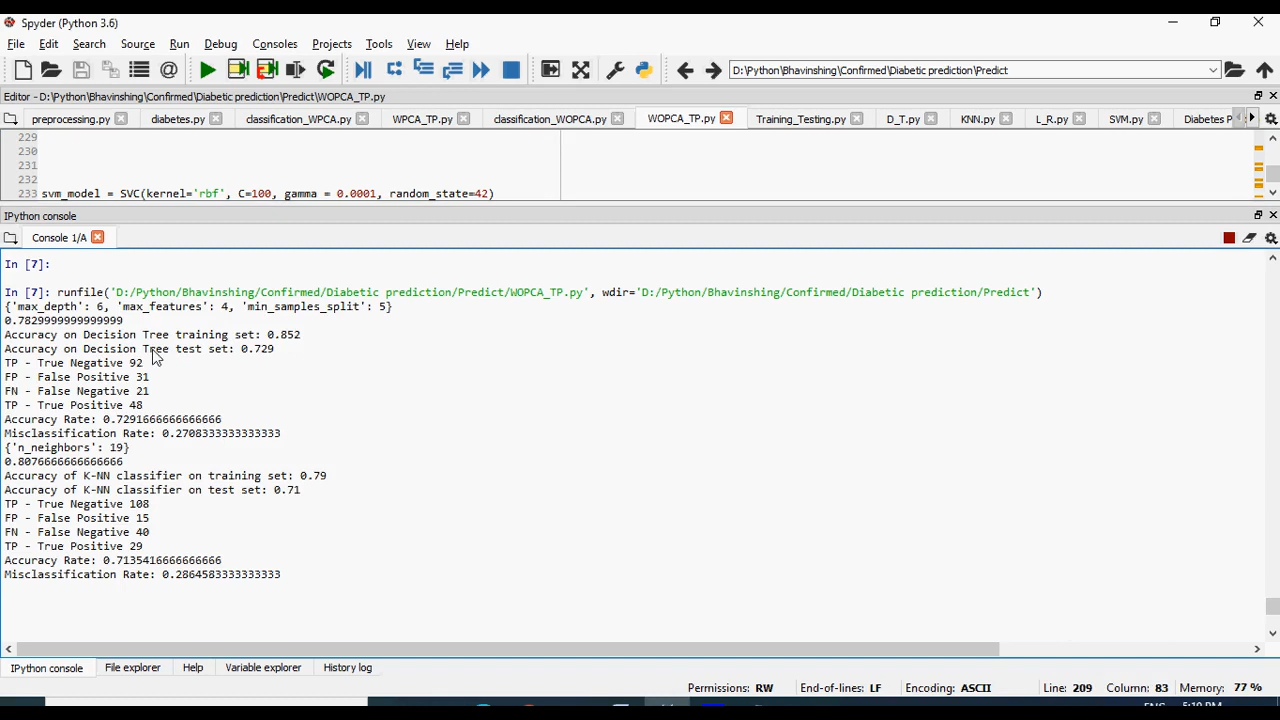 Spyder (Python 3.6)
File Edit Search Source Run Debug Consoles Projects Tools View Help
D:\Python\Bhavinshing\Confirmed\Diabetic prediction\Predict
Editor - D:\Python\Bhavinshing\Confirmed\Diabetic prediction\Predict\WOPCA_TP.py
preprocessing.py diabetes.py classification_WPCA.py WPCA_TP.py classification_WOPCA.py WOPCA_TP.py Training_Testing.py D_T.py KNN.py L_R.py SVM.py Diabetes
229
230
231
232
233 svm_model = SVC(kernel='rbf', C=100, gamma = 0.0001, random_state=42)
IPython console
Console 1/A
In [7]:
In [7]: runfile('D:/Python/Bhavinshing/Confirmed/Diabetic prediction/Predict/WOPCA_TP.py', wdir='D:/Python/Bhavinshing/Confirmed/Diabetic prediction/Predict')
{'max_depth': 6, 'max_features': 4, 'min_samples_split': 5}
0.7829999999999999
Accuracy on Decision Tree training set: 0.852
Accuracy on Decision Tree test set: 0.729
TP - True Negative 92
FP - False Positive 31
FN - False Negative 21
TP - True Positive 48
Accuracy Rate: 0.7291666666666666
Misclassification Rate: 0.2708333333333333
{'n_neighbors': 19}
0.8076666666666666
Accuracy of K-NN classifier on training set: 0.79
Accuracy of K-NN classifier on test set: 0.71
TP - True Negative 108
FP - False Positive 15
FN - False Negative 40
TP - True Positive 29
Accuracy Rate: 0.7135416666666666
Misclassification Rate: 0.2864583333333333
IPython console File explorer Help Variable explorer History log
Permissions: RW End-of-lines: LF Encoding: ASCII Line: 209 Column: 83 Memory: 77 %